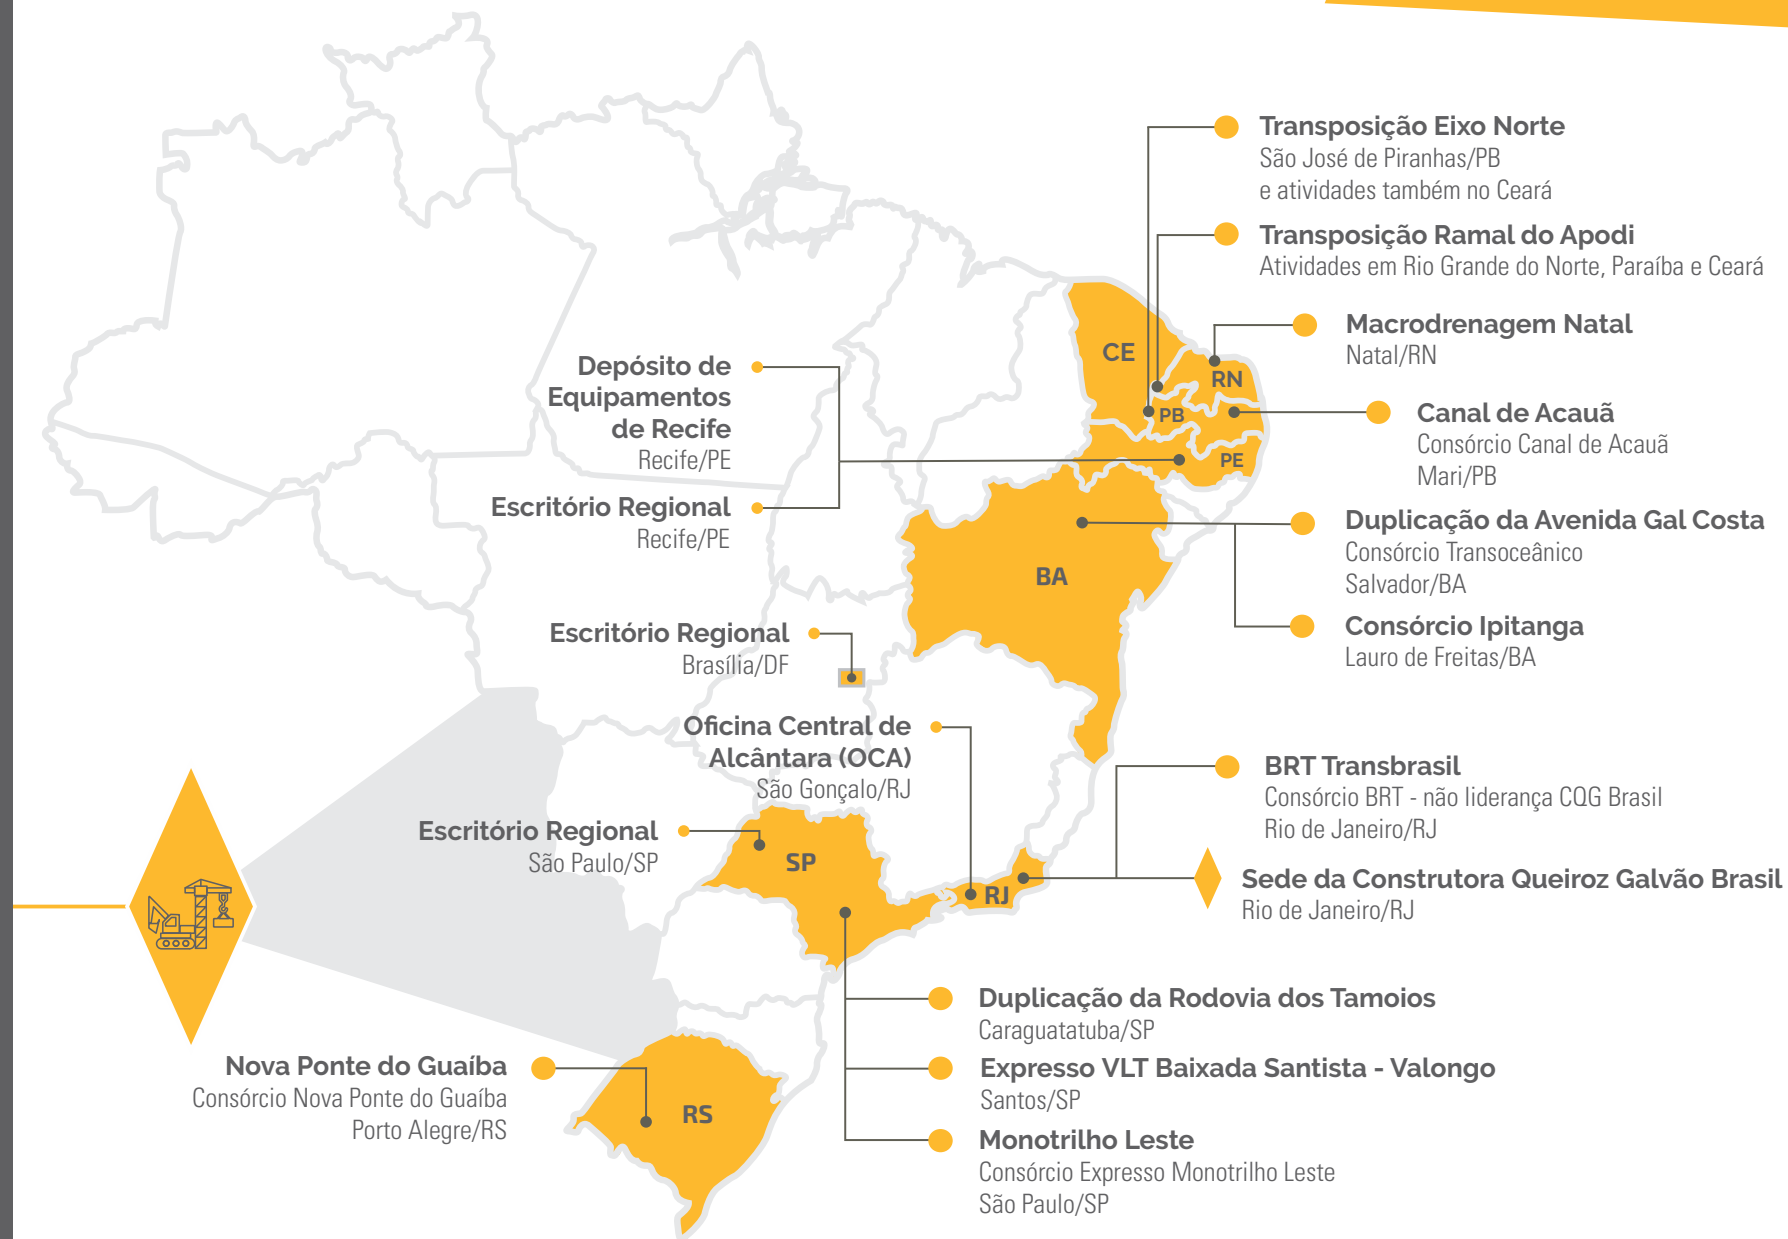 Transposição Eixo Norte
São José de Piranhas/PB
e atividades também no Ceará
Transposição Ramal do Apodi
Atividades em Rio Grande do Norte, Paraíba e Ceará
Macrodrenagem Natal
Natal/RN
Canal de Acauã
Consórcio Canal de Acauã
Mari/PB
Duplicação da Avenida Gal Costa
Consórcio Transoceânico
Salvador/BA
Consórcio Ipitanga
Lauro de Freitas/BA
CE
RN
PB
PE
BA
Depósito de
Equipamentos
de Recife
Recife/PE
Escritório Regional
Recife/PE
Escritório Regional
Brasília/DF
Oficina Central de
Alcântara (OCA)
São Gonçalo/RJ
Escritório Regional
São Paulo/SP
SP
RJ
BRT Transbrasil
Consórcio BRT - não liderança CQG Brasil
Rio de Janeiro/RJ
Sede da Construtora Queiroz Galvão Brasil
Rio de Janeiro/RJ
Duplicação da Rodovia dos Tamoios
Caraguatatuba/SP
Expresso VLT Baixada Santista - Valongo
Santos/SP
Monotrilho Leste
Consórcio Expresso Monotrilho Leste
São Paulo/SP
Nova Ponte do Guaíba
Consórcio Nova Ponte do Guaíba
Porto Alegre/RS
RS